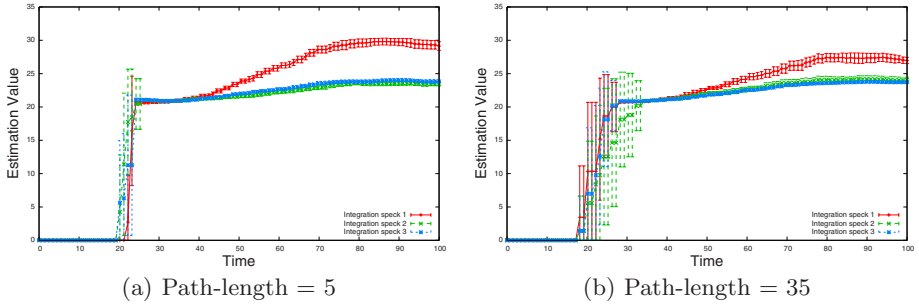 35
30
25
20
15
10
5
0
Estimation Value
0 10 20 30 40 50 60 70 80 90 100
Time
Integration speck 1
Integration speck 2
Integration speck 3
(a) Path-length = 5
35
30
25
20
15
10
5
0
Estimation Value
0 10 20 30 40 50 60 70 80 90 100
Time
Integration speck 1
Integration speck 2
Integration speck 3
(b) Path-length = 35